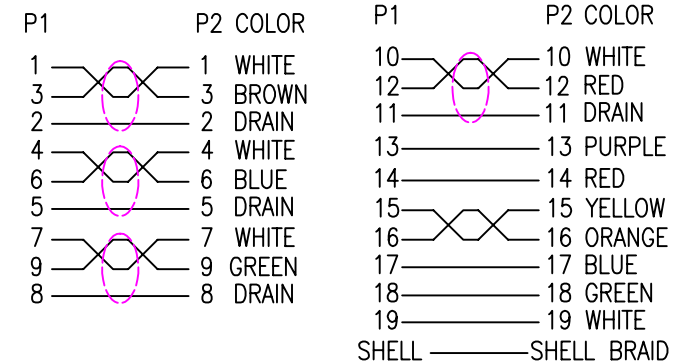 P1 P2 COLOR
1 1 WHITE
3 3 BROWN
2 2 DRAIN
4 4 WHITE
6 6 BLUE
5 5 DRAIN
7 7 WHITE
9 9 GREEN
8 8 DRAIN
P1 P2 COLOR
10 10 WHITE
12 12 RED
11 11 DRAIN
13 13 PURPLE
14 14 RED
15 15 YELLOW
16 16 ORANGE
17 17 BLUE
18 18 GREEN
19 19 WHITE
SHELL SHELL BRAID